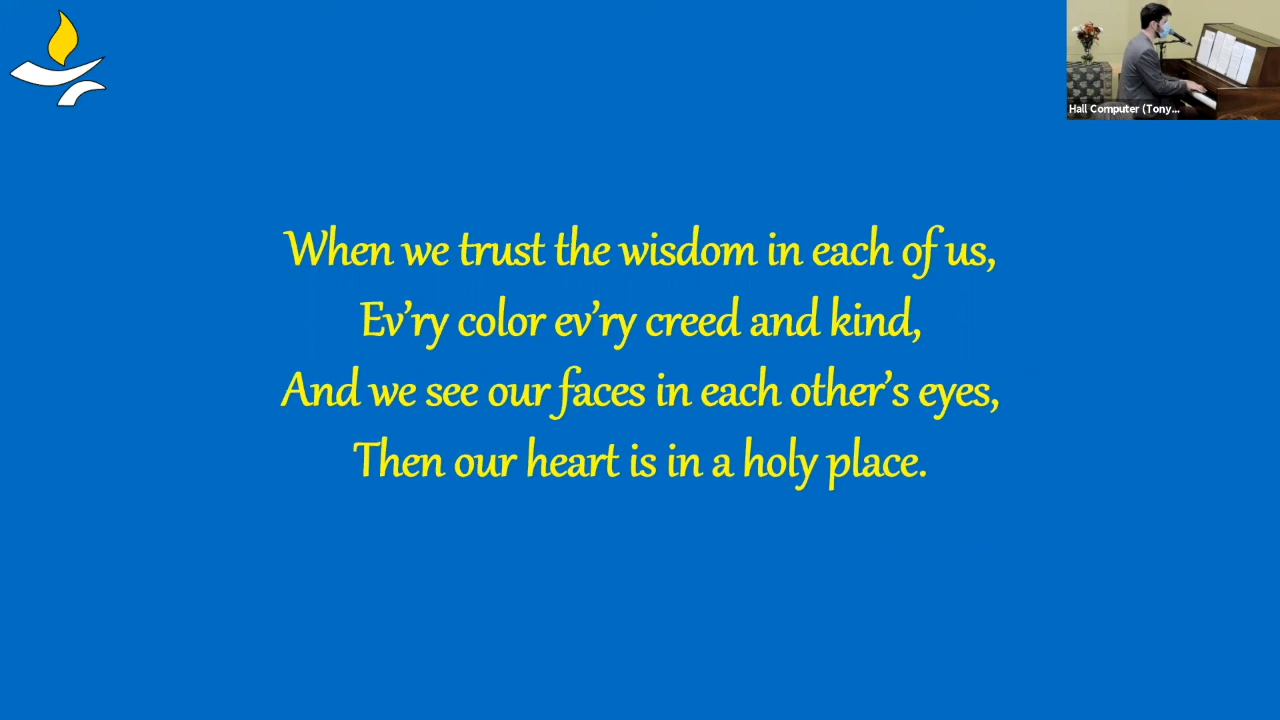 Hall Computer (Tony...
When we trust the wisdom in each of us,
Ev’ry color ev’ry creed and kind,
And we see our faces in each other’s eyes,
Then our heart is in a holy place.